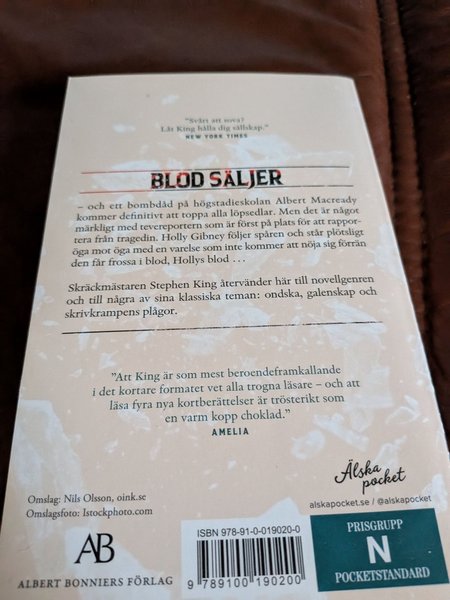 ”Svårt att sova?
Låt King hålla dig sällskap.”
NEW YORK TIMES
BLOD SÄLJER
– och ett bombdåd på högstadieskolan Albert Macready
kommer definitivt att toppa alla löpsedlar. Men det är något
märkligt med tevereportern som är först på plats för att rappor-
tera från tragedin. Holly Gibney följer spåren och står plötsligt
öga mot öga med en varelse som inte kommer att nöja sig förrän
den får frossa i blod, Hollys blod …
Skräckmästaren Stephen King återvänder här till novellgenren
och till några av sina klassiska teman: ondska, galenskap och
skrivkrampens plågor.
”Att King är som mest beroendeframkallande
i det kortare formatet vet alla trogna läsare – och att
läsa fyra nya kortberättelser är trösterikt som
en varm kopp choklad.”
AMELIA
Älska
pocket
alskapocket.se / @alskapocket
Omslag: Nils Olsson, oink.se
Omslagsfoto: Istockphoto.com
AB
ALBERT BONNIERS FÖRLAG
ISBN 978-91-0-019020-0
9 789100 190200
PRISGRUPP
N
POCKETSTANDARD